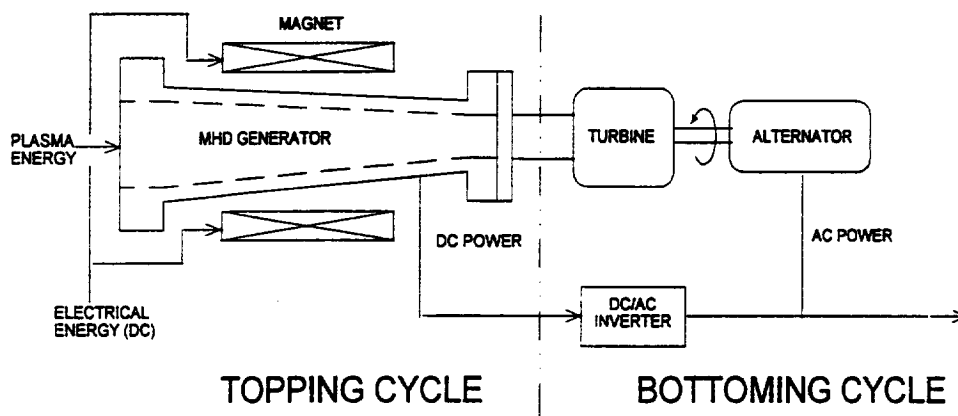 MAGNET
PLASMA
ENERGY
MHD GENERATOR
TURBINE
ALTERNATOR
DC POWER
AC POWER
ELECTRICAL
ENERGY (DC)
DC/AC
INVERTER
TOPPING CYCLE
BOTTOMING CYCLE